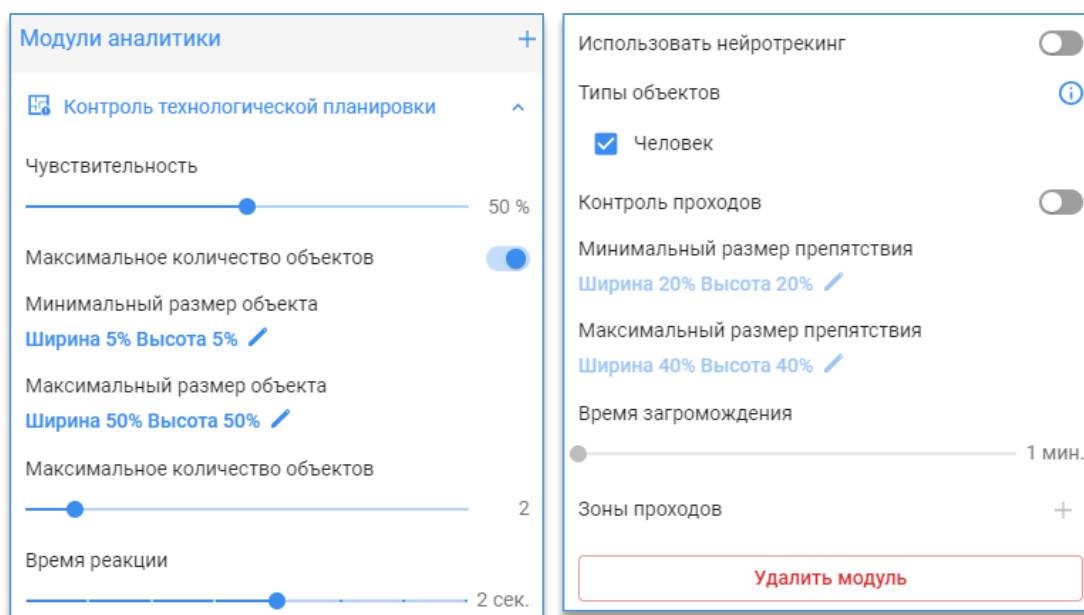 Модули аналитики
Контроль технологической планировки
Чувствительность
50 %
Максимальное количество объектов
Минимальный размер объекта
Ширина 5% Высота 5%
Максимальный размер объекта
Ширина 50% Высота 50%
Максимальное количество объектов
2
Время реакции
2 сек.
Использовать нейротрекинг
Типы объектов
Человек
Контроль проходов
Минимальный размер препятствия
Ширина 20% Высота 20%
Максимальный размер препятствия
Ширина 40% Высота 40%
Время загромождения
1 мин.
Зоны проходов
Удалить модуль